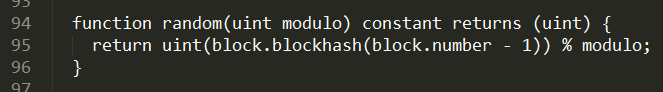 93
94 function random(uint modulo) constant returns (uint) {
95 return uint(block.blockhash(block.number - 1)) % modulo;
96 }
97